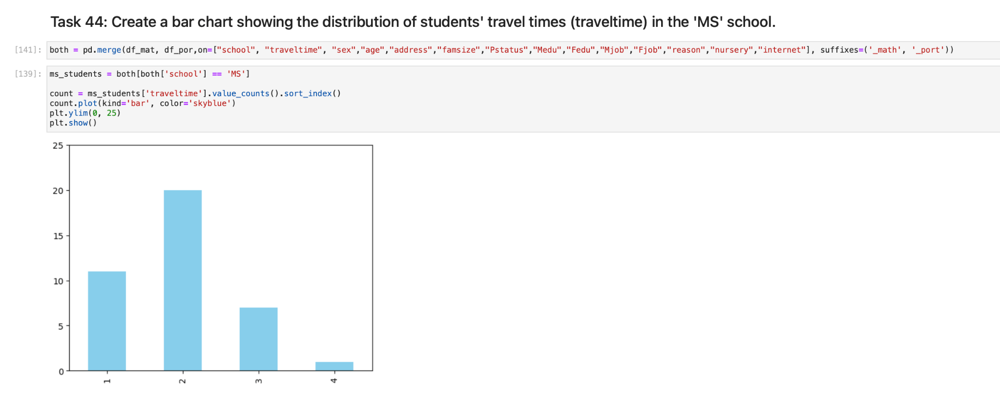 Task 44: Create a bar chart showing the distribution of students' travel times (traveltime) in the 'MS' school.
[141]: both = pd.merge(df_mat, df_por,on=["school", "traveltime", "sex","age","address","famsize","Pstatus","Medu","Fedu","Mjob","Fjob","reason","nursery","internet"], suffixes=('_math', '_port'))
[139]: ms_students = both[both['school'] == 'MS']
count = ms_students['traveltime'].value_counts().sort_index()
count.plot(kind='bar', color='skyblue')
plt.ylim(0, 25)
plt.show()
25
20
15
10
5
0
1 2 3 4